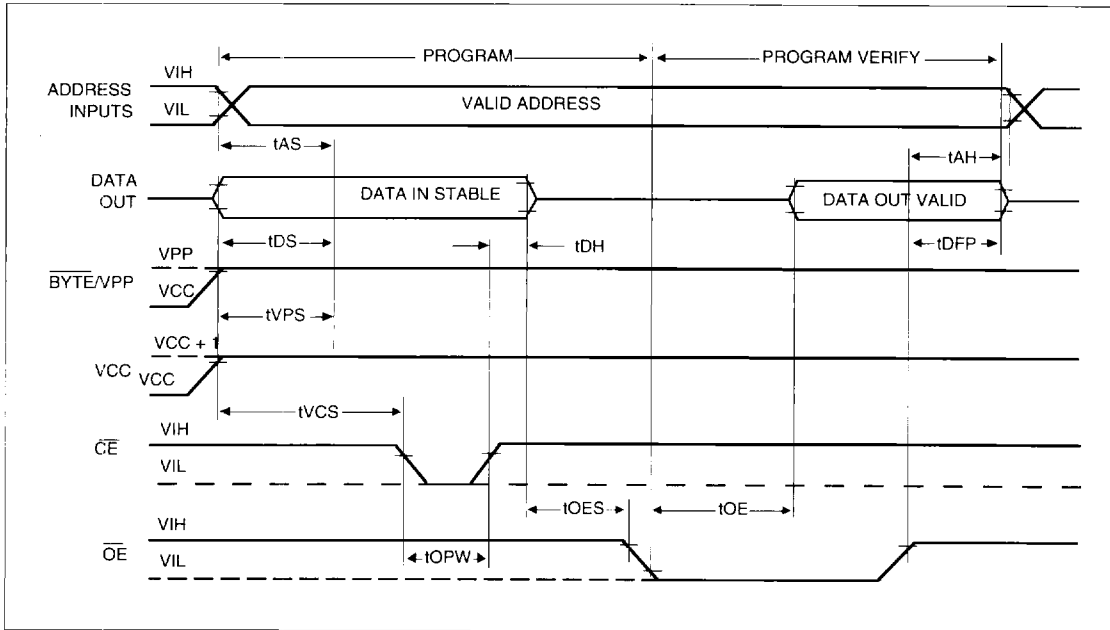 PROGRAM
PROGRAM VERIFY
ADDRESS INPUTS
VIH
VIL
VALID ADDRESS
tAS
tAH
DATA OUT
DATA IN STABLE
DATA OUT VALID
tDS
tDH
tDFP
BYTE/VPP
VPP
VCC
tVPS
VCC
VCC + 1
VCC
tVCS
CE
VIH
VIL
tOES
tOE
OE
VIH
VIL
tOPW